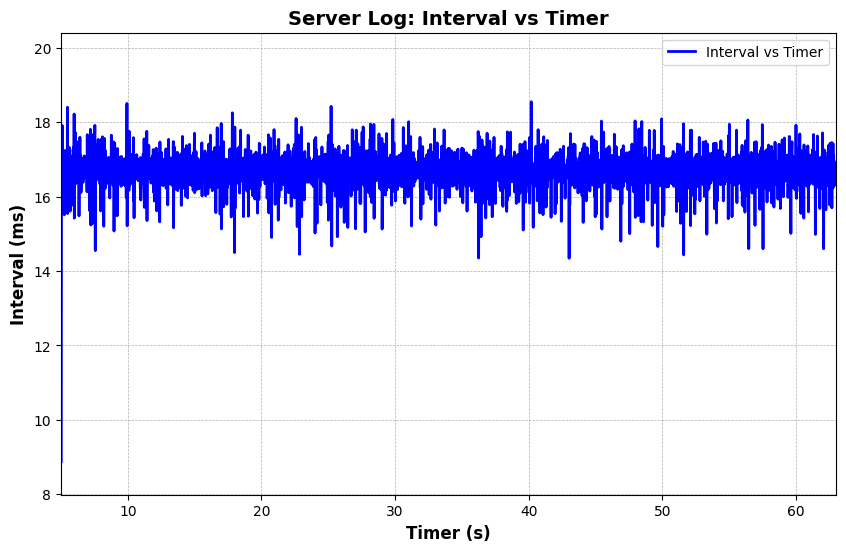 Server Log: Interval vs Timer
Interval vs Timer
20
18
16
14
12
10
8
Interval (ms)
10 20 30 40 50 60
Timer (s)